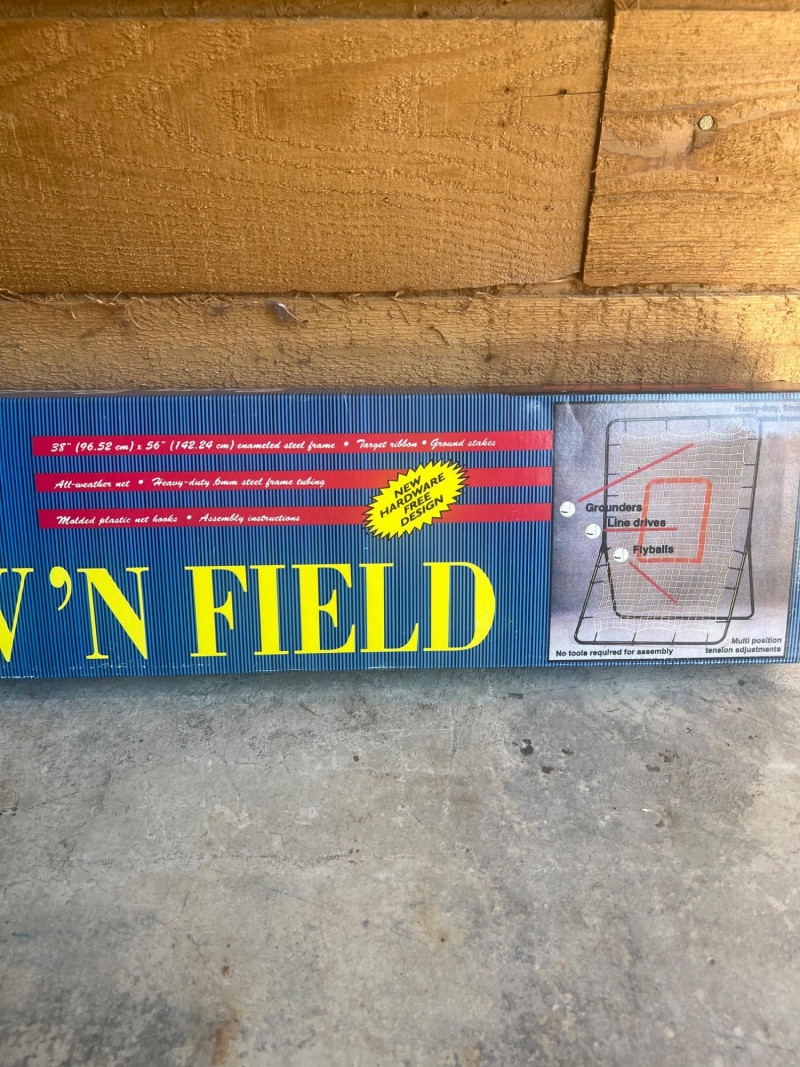 38" (96.52 cm) x 56" (142.24 cm) enameled steel frame • Target ribbon • Ground stakes
All-weather net • Heavy-duty .6mm steel frame tubing
Molded plastic net hooks • Assembly instructions
NEW
HARDWARE
FREE
DESIGN
'N FIELD
Heavy-duty,
Grounders
Line drives
Flyballs
No tools required for assembly
Multi position
tension adjustments